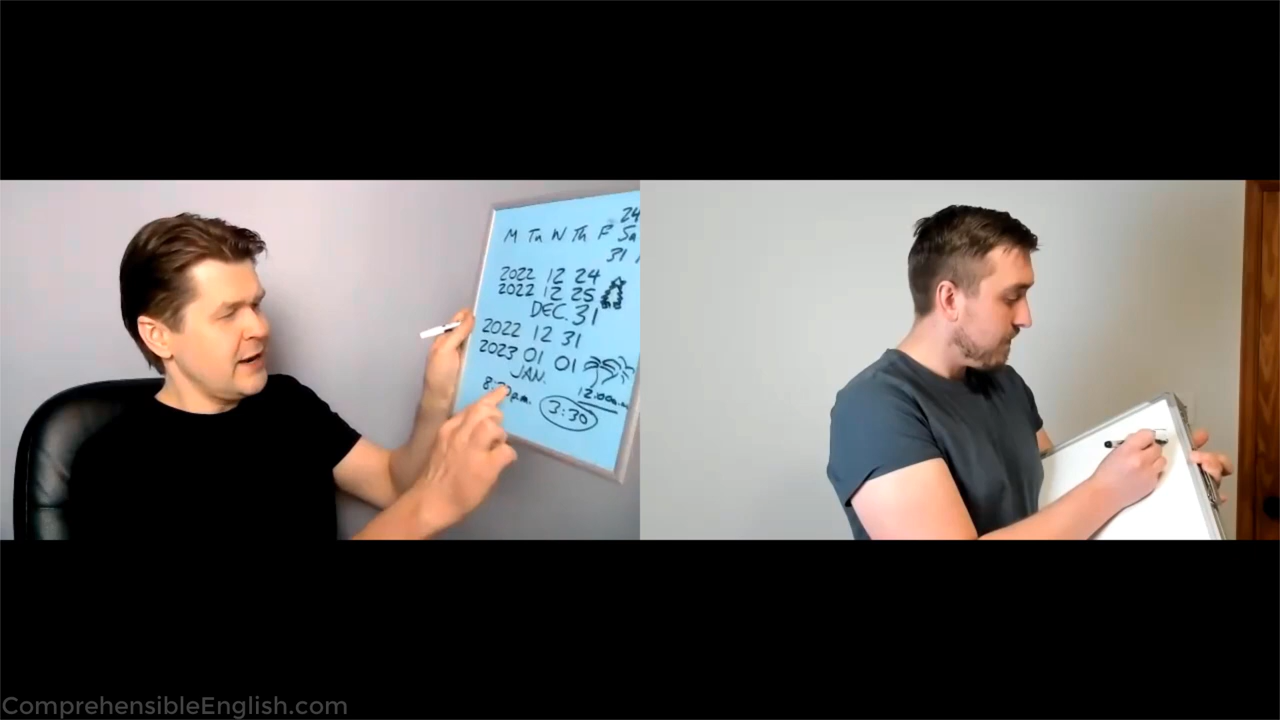 24
M Tu W Th F Sa
31
2022 12 24
2022 12 25
DEC. 31
2022 12 31
2023 01 01
JAN.
12:00a.m
p.m.
3:30
ComprehensibleEnglish.com